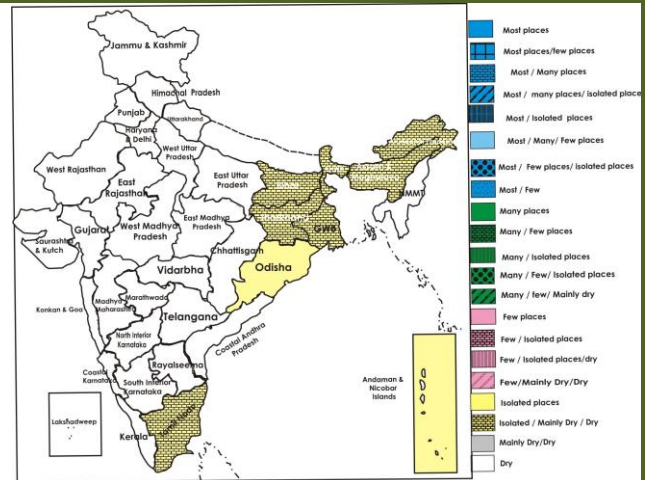 Jammu & Kashmir
Himachal Pradesh
Punjab
Uttarakhand
Haryana
& Delhi
West Uttar
Pradesh
West Rajasthan
East
Rajasthan
East Uttar
Pradesh
Bihar
NMMT
Gujarat
West Madhya
Pradesh
East Madhya
Pradesh
GWB
Saurashtra
& Kutch
Chhattisgarh
Odisha
Vidarbha
Konkan & Goa
Madhya
Maharashtra
Marathwada
Telangana
North Interior
Karnataka
Coastal Andhra
Pradesh
Rayalseema
Coastal
Karnataka
South Interior
Karnataka
Andaman &
Nicobar
Islands
Lakshadweep
Kerala
Tamil Nadu
Most places
Most places/few places
Most / Many places
Most / many places/ isolated place
Most / Isolated places
Most / Many/ Few places
Most / Few places/ isolated places
Most / Few
Many places
Many / Few places
Many / Isolated places
Many / Few/ Isolated places
Many / few/ Mainly dry
Few places
Few / Isolated places
Few / Isolated places/dry
Few/Mainly Dry/Dry
Isolated places
Isolated / Mainly Dry / Dry
Mainly Dry/Dry
Dry